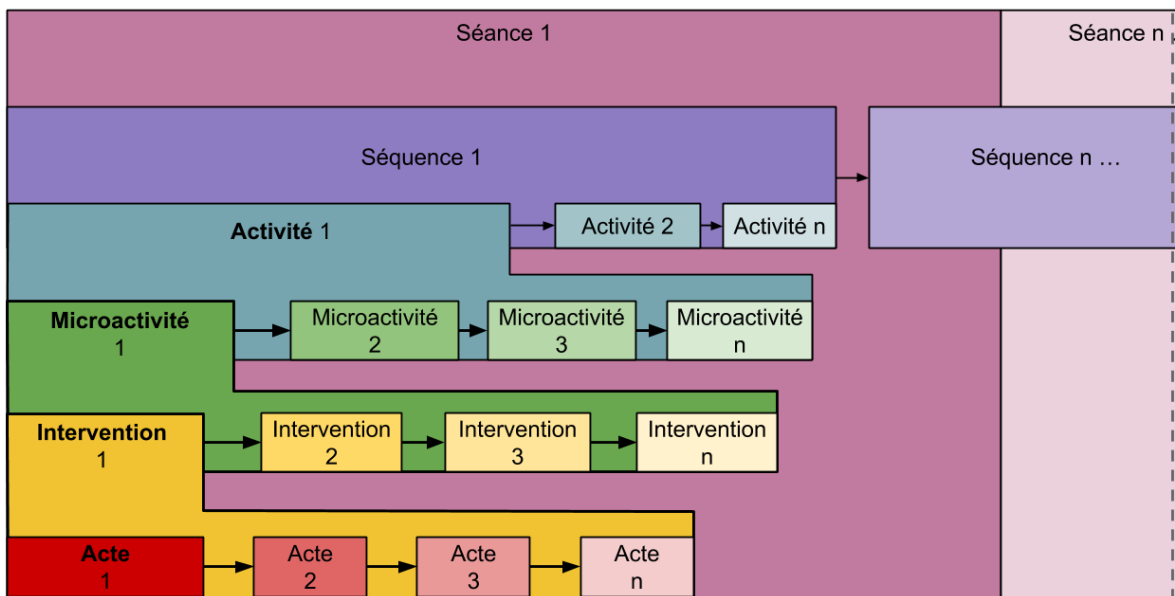 Séance 1
Séance n
Séquence 1
Séquence n …
Activité 1
Activité 2
Activité n
Microactivité
1
Microactivité
2
Microactivité
3
Microactivité
n
Intervention
1
Intervention
2
Intervention
3
Intervention
n
Acte
1
Acte
2
Acte
3
Acte
n